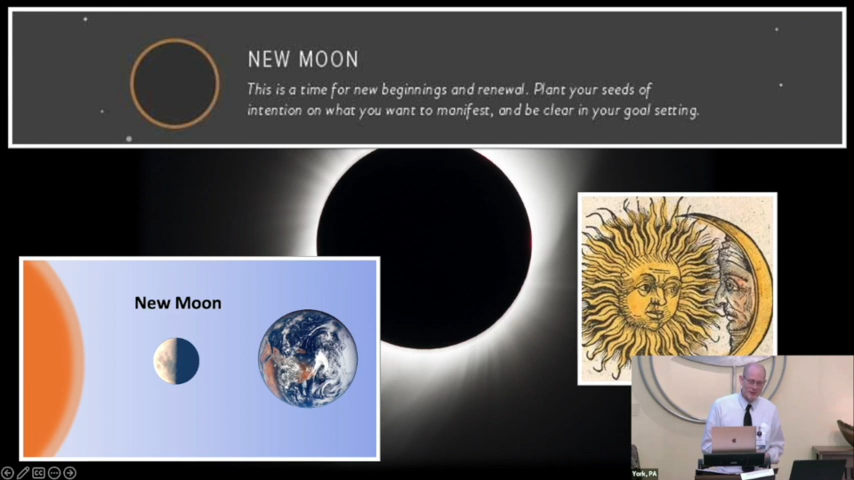 NEW MOON
This is a time for new beginnings and renewal. Plant your seeds of
intention on what you want to manifest, and be clear in your goal setting.
New Moon
York, PA
CC